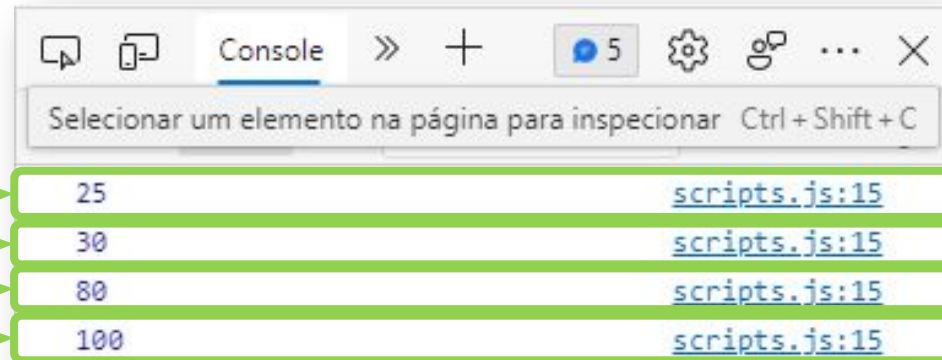 Console 5
Selecionar um elemento na página para inspecionar Ctrl + Shift + C
25 scripts.js:15
30 scripts.js:15
80 scripts.js:15
100 scripts.js:15